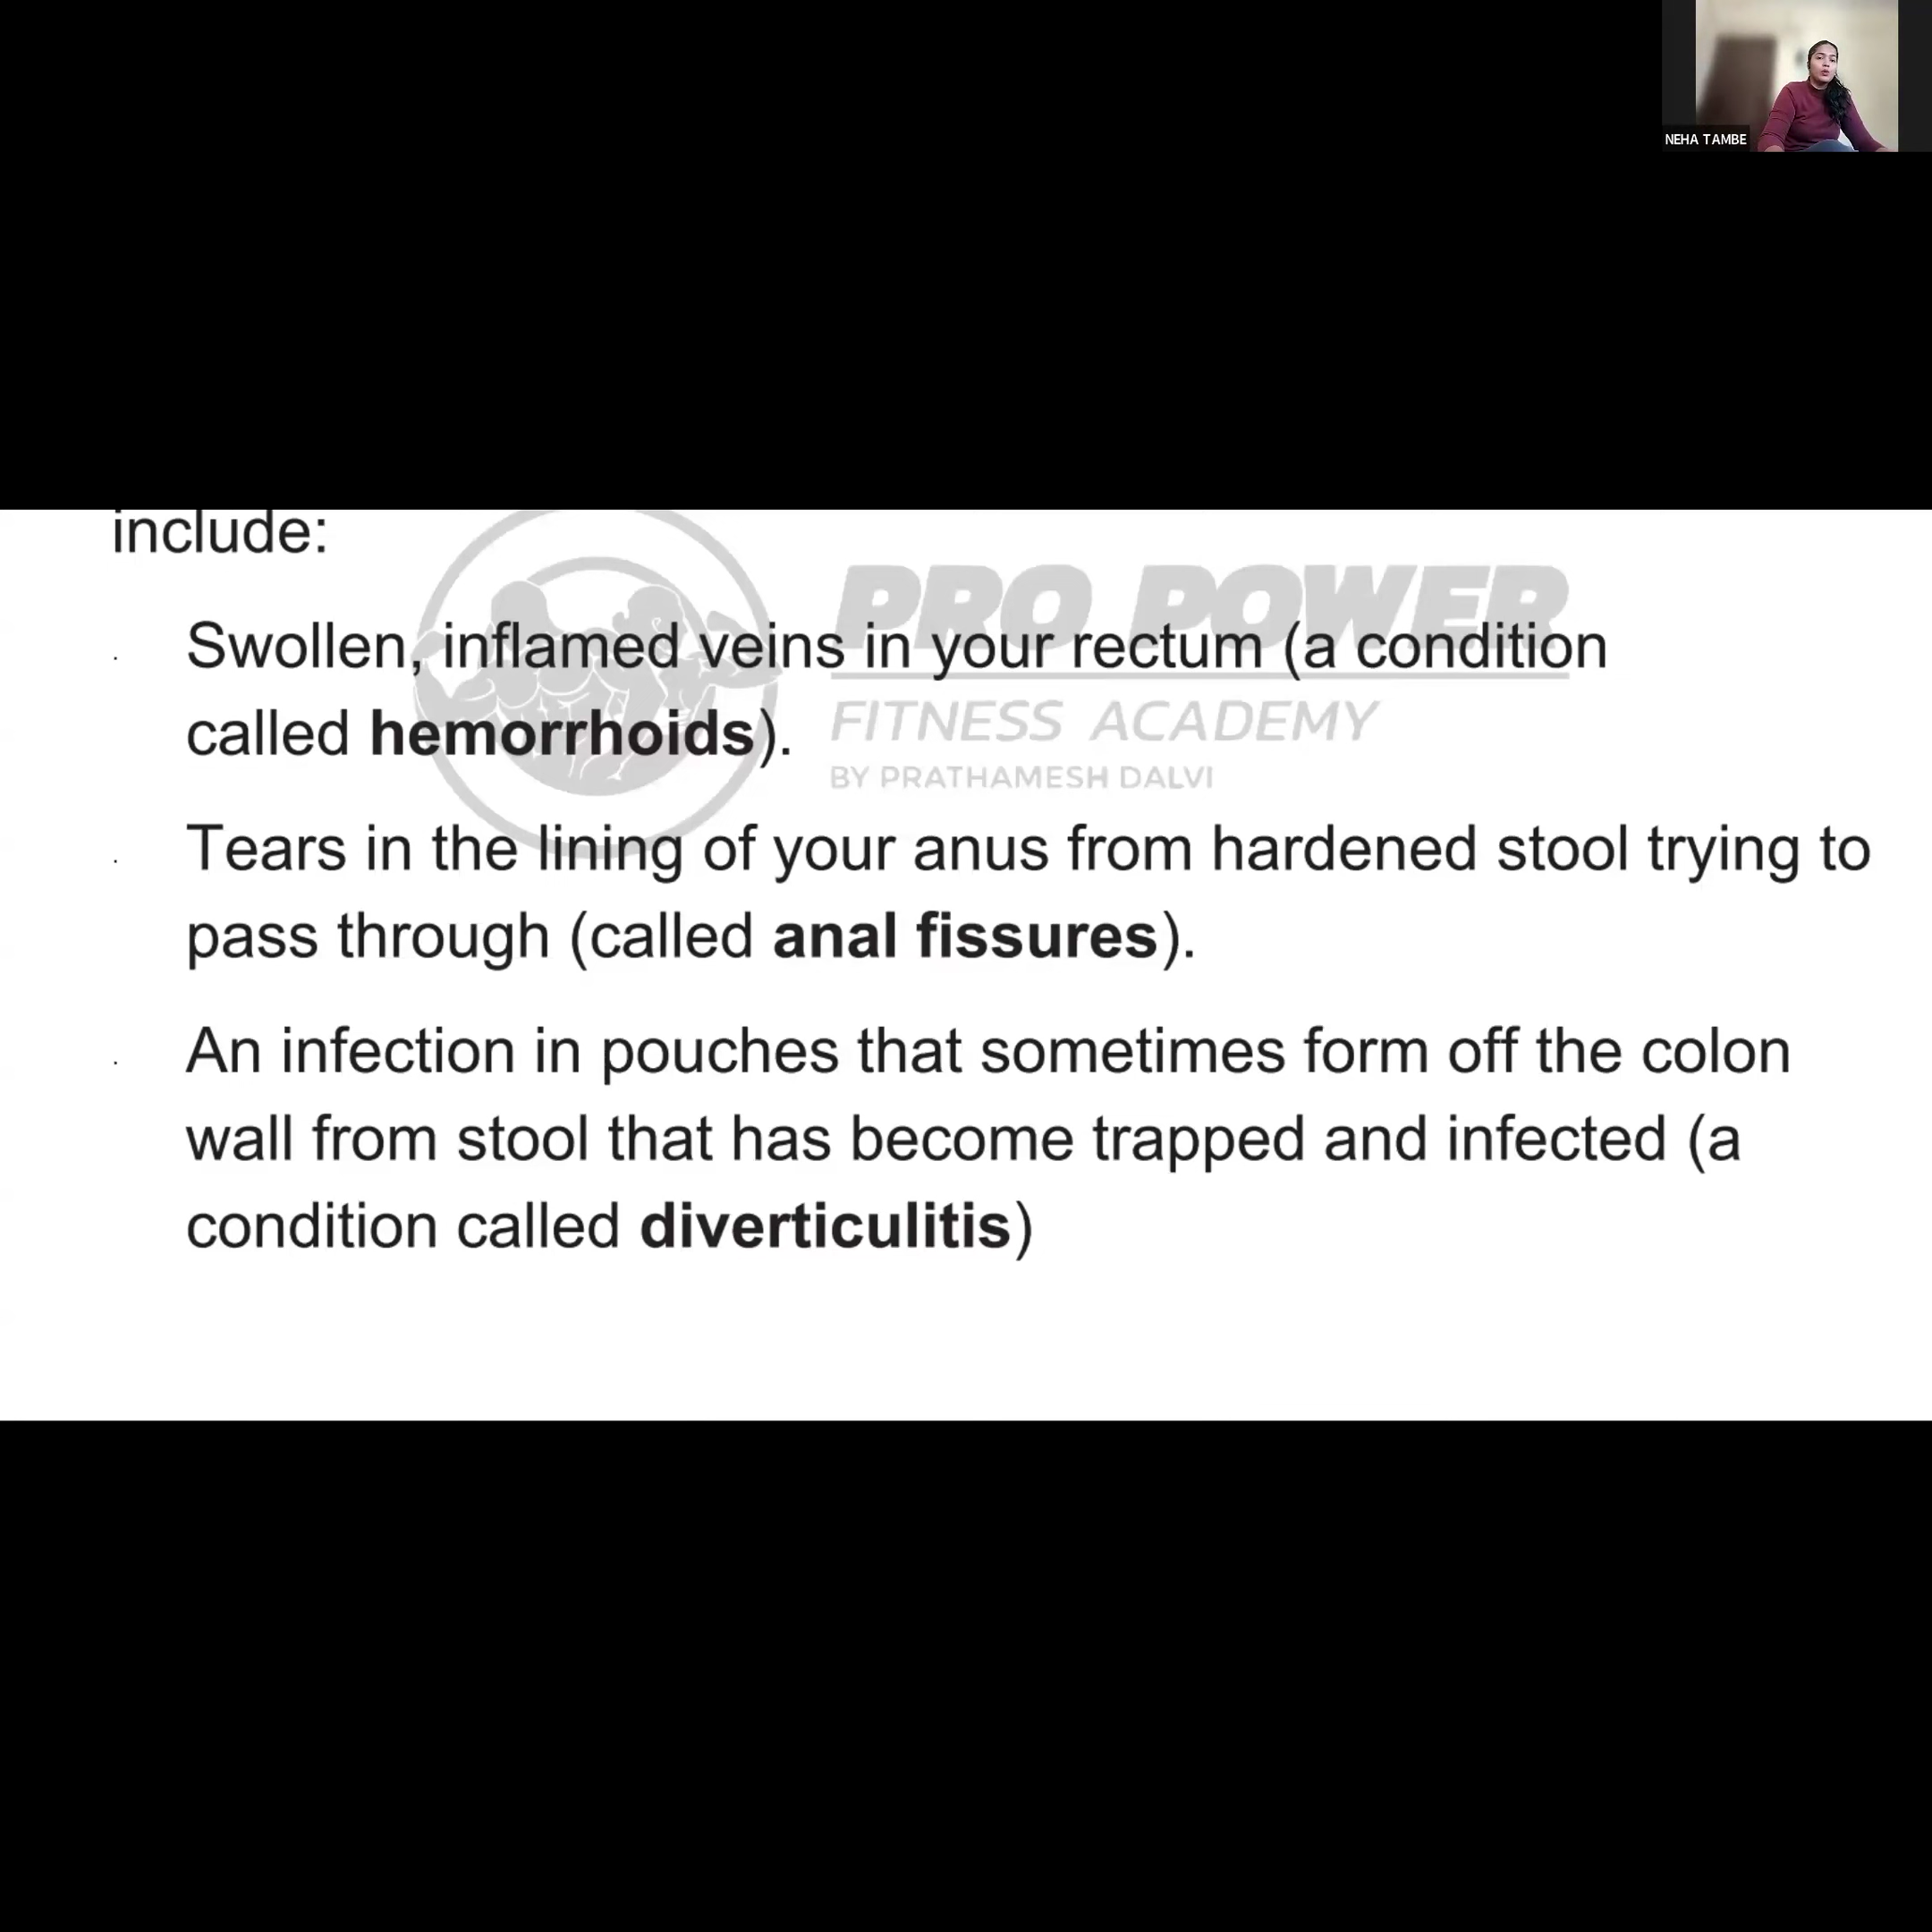 NEHA TAMBE
include:
PRO POWER
FITNESS ACADEMY
BY PRATHAMESH DALVI
· Swollen, inflamed veins in your rectum (a condition
called hemorrhoids).
· Tears in the lining of your anus from hardened stool trying to
pass through (called anal fissures).
· An infection in pouches that sometimes form off the colon
wall from stool that has become trapped and infected (a
condition called diverticulitis)